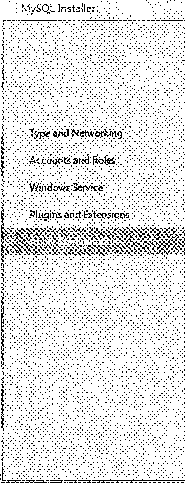 MySQL Installer
Type and Networking
Accounts and Roles
Windows Service
Plugins and Extensions